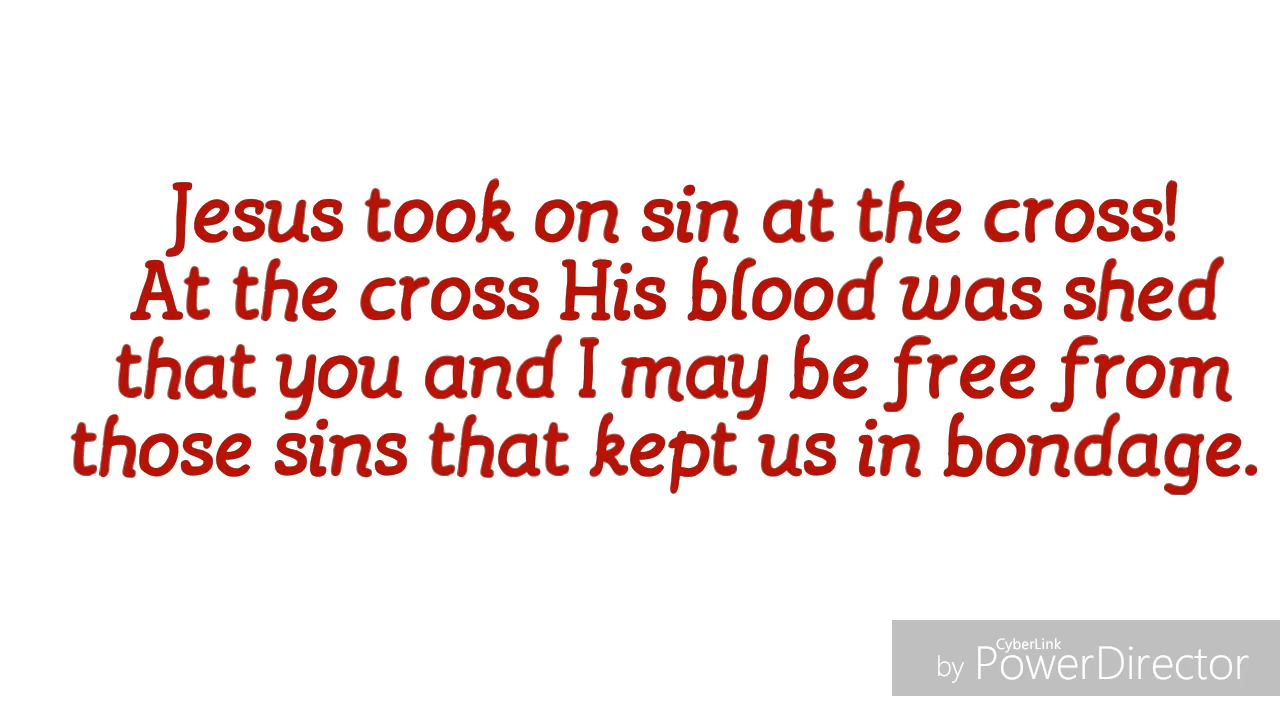 Jesus took on sin at the cross!
At the cross His blood was shed
that you and I may be free from
those sins that kept us in bondage.
CyberLink
by PowerDirector